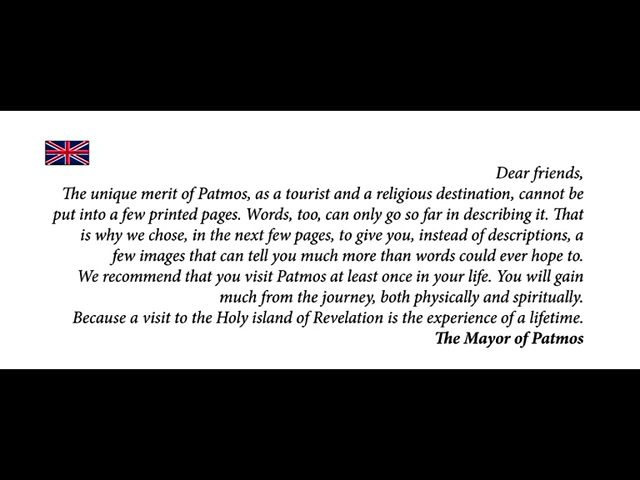 Dear friends,
The unique merit of Patmos, as a tourist and a religious destination, cannot be
put into a few printed pages. Words, too, can only go so far in describing it. That
is why we chose, in the next few pages, to give you, instead of descriptions, a
few images that can tell you much more than words could ever hope to.
We recommend that you visit Patmos at least once in your life. You will gain
much from the journey, both physically and spiritually.
Because a visit to the Holy island of Revelation is the experience of a lifetime.
The Mayor of Patmos